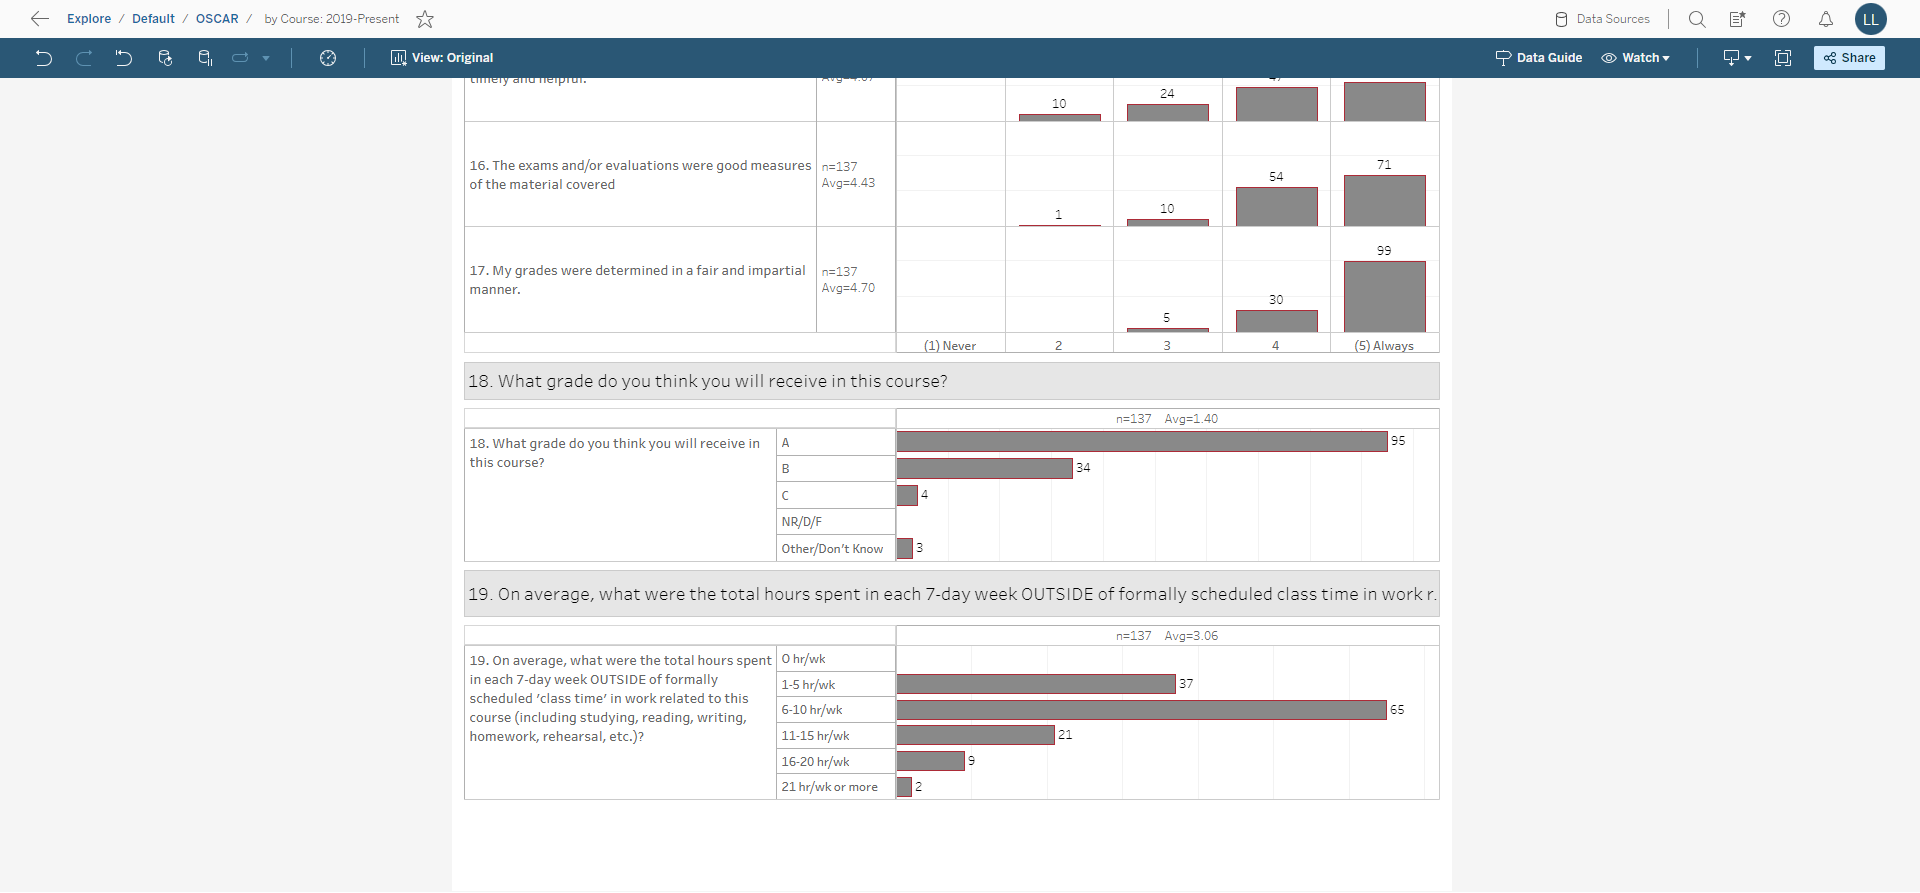 Explore / Default / OSCAR / by Course: 2019-Present
Data Sources
LL
View: Original
Data Guide
Watch
Share
timely and helpful.
10
24
16. The exams and/or evaluations were good measures
of the material covered
n=137
Avg=4.43
1
10
54
71
17. My grades were determined in a fair and impartial
manner.
n=137
Avg=4.70
5
30
99
(1) Never
2
3
4
(5) Always
18. What grade do you think you will receive in this course?
n=137 Avg=1.40
18. What grade do you think you will receive in
this course?
A
95
B
34
C
4
NR/D/F
Other/Don't Know
3
19. On average, what were the total hours spent in each 7-day week OUTSIDE of formally scheduled class time in work r.
n=137 Avg=3.06
19. On average, what were the total hours spent
in each 7-day week OUTSIDE of formally
scheduled 'class time' in work related to this
course (including studying, reading, writing,
homework, rehearsal, etc.)?
0 hr/wk
1-5 hr/wk
37
6-10 hr/wk
65
11-15 hr/wk
21
16-20 hr/wk
9
21 hr/wk or more
2